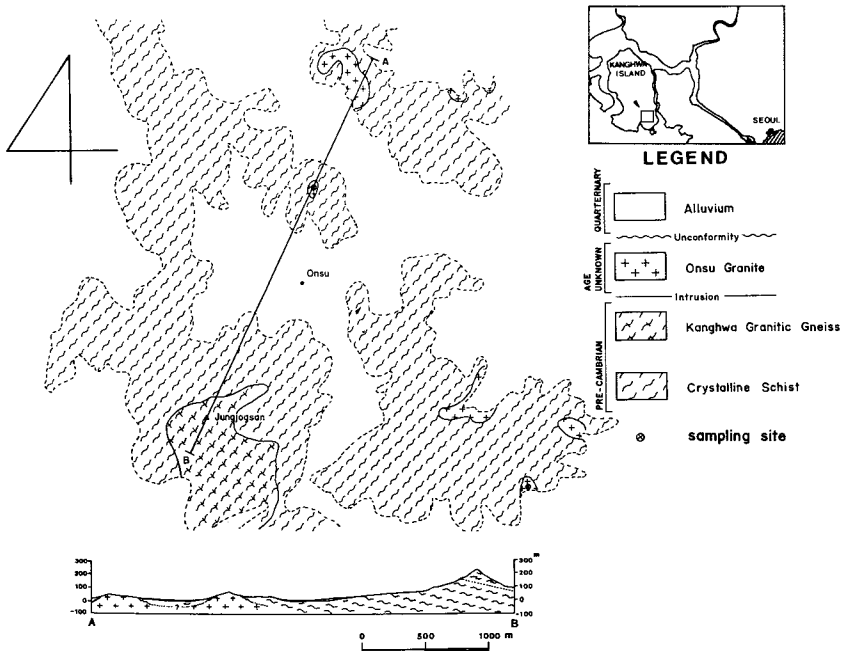 A
Onsu
Jungjogsan
B
KANGHWA
ISLAND
SEOUL
LEGEND
QUARTERNARY
Alluvium
Unconformity
AGE
UNKNOWN
Onsu Granite
Intrusion
PRE-CAMBRIAN
Kanghwa Granitic Gneiss
Crystalline Schist
sampling site
300
200
100
0
-100
A
?
300 m
200
100
0
-100
B
0 500 1000 m